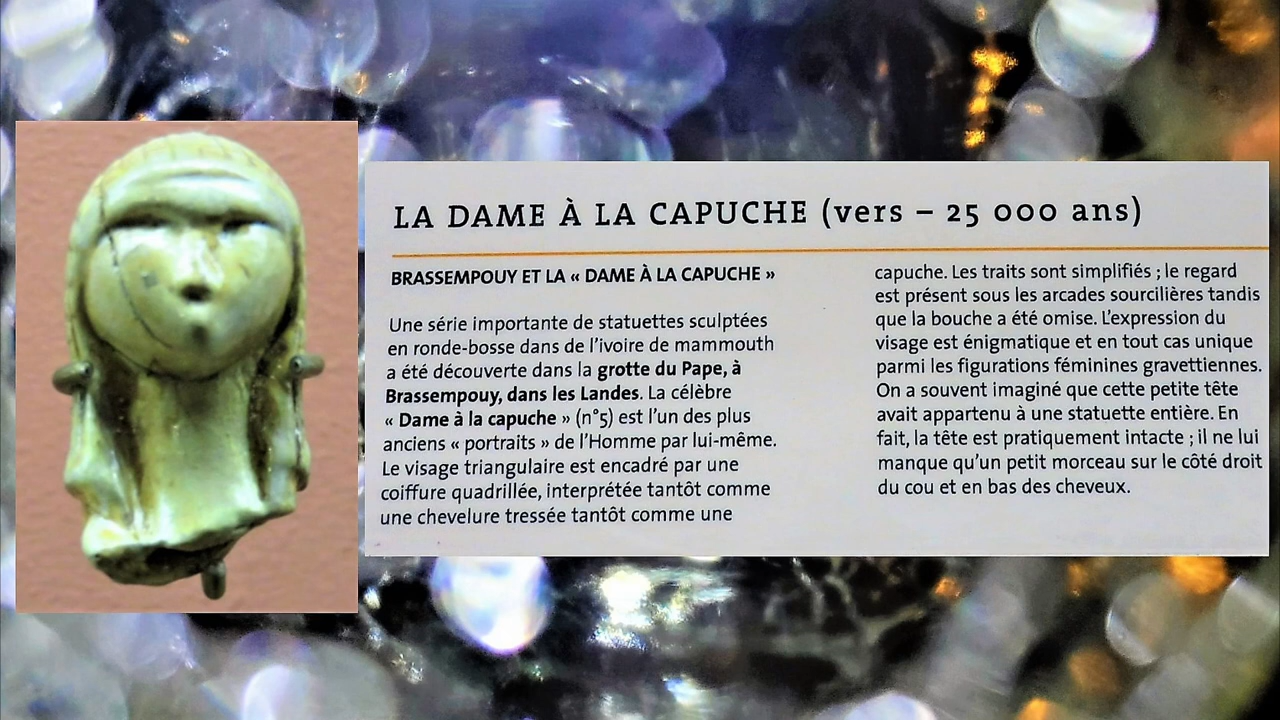 LA DAME À LA CAPUCHE (vers – 25 000 ans)
BRASSEMPOUY ET LA « DAME À LA CAPUCHE »
Une série importante de statuettes sculptées
en ronde-bosse dans de l’ivoire de mammouth
a été découverte dans la grotte du Pape, à
Brassempouy, dans les Landes. La célèbre
« Dame à la capuche » (n°5) est l’un des plus
anciens « portraits » de l’Homme par lui-même.
Le visage triangulaire est encadré par une
coiffure quadrillée, interprétée tantôt comme
une chevelure tressée tantôt comme une
capuche. Les traits sont simplifiés ; le regard
est présent sous les arcades sourcilières tandis
que la bouche a été omise. L’expression du
visage est énigmatique et en tout cas unique
parmi les figurations féminines gravettiennes.
On a souvent imaginé que cette petite tête
avait appartenu à une statuette entière. En
fait, la tête est pratiquement intacte ; il ne lui
manque qu’un petit morceau sur le côté droit
du cou et en bas des cheveux.